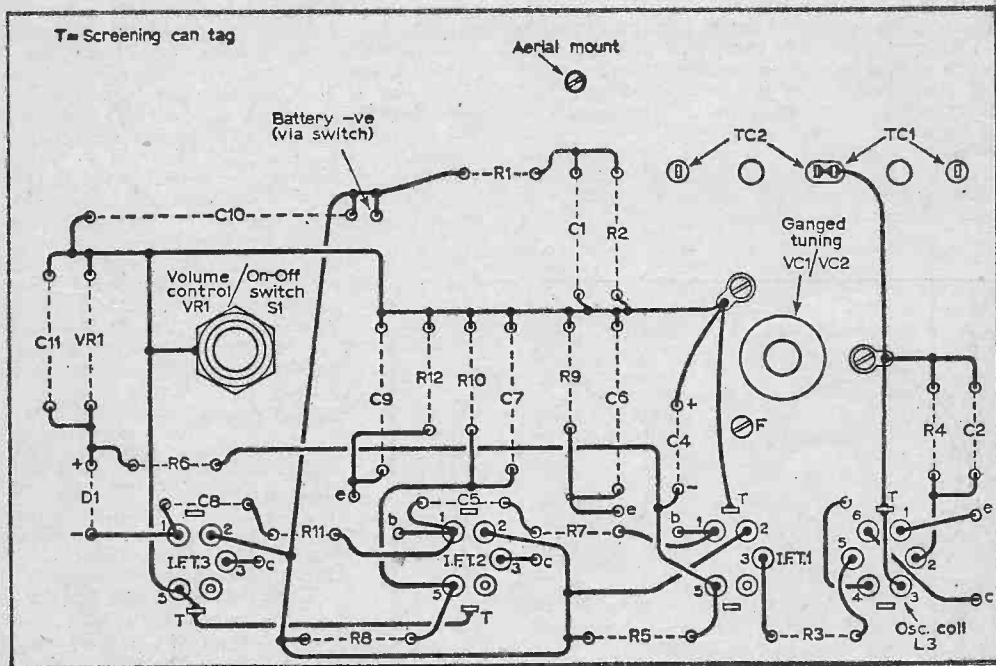 T= Screening can tag
Aerial mount
Battery -ve
(via switch)
TC2
TC1
R1
C10
C1
R2
Ganged
tuning
VC1/VC2
Volume
control
VR1
On-Off
switch
S1
C11
VR1
C9
R12
R10
C7
R9
C6
C4
+
-
F
R4
C2
R6
+
D1
-
e
C8
1
2
R11
I.F.T.3
3
c
5
T
C5
b
1
2
R7
e
I.F.T.2
3
c
5
T
R8
T
b
1
2
3
I.F.T.1
5
R5
R3
T
6
1
e
5
2
4
3
c
Osc. coil
L3